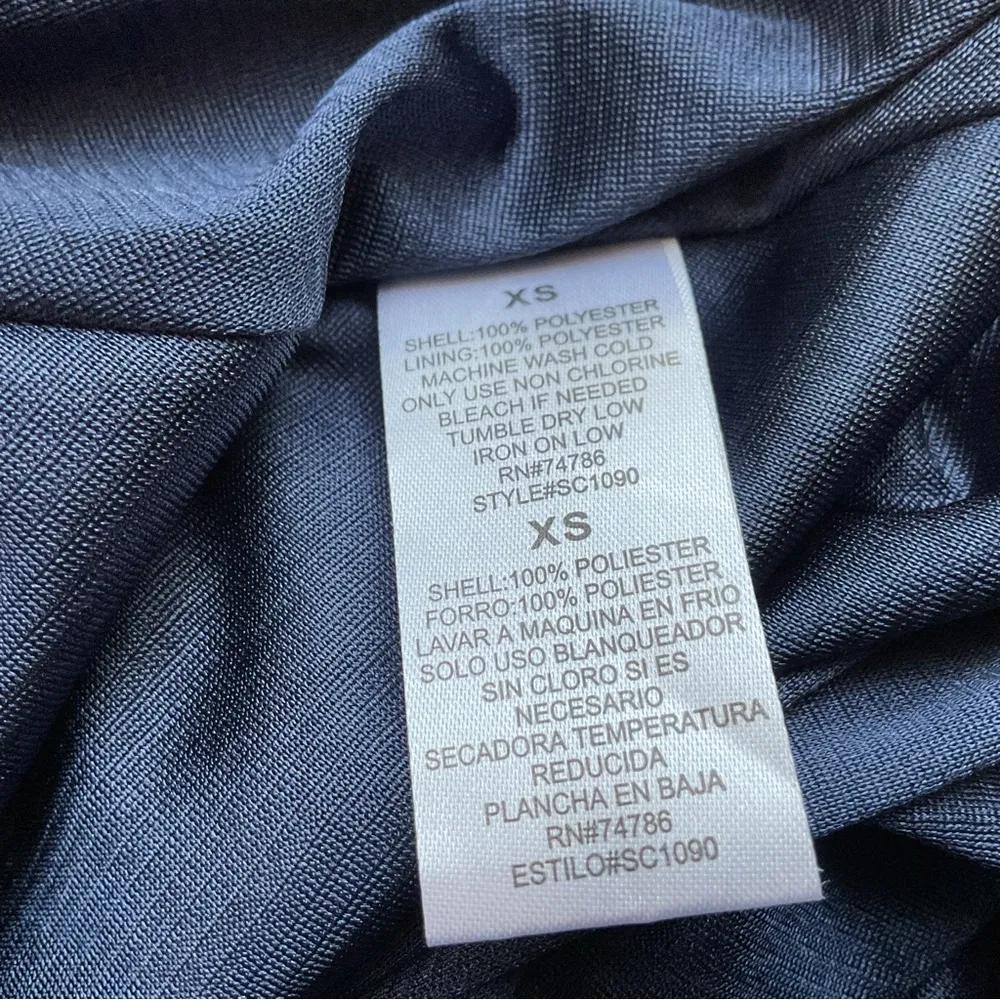 XS
SHELL:100% POLYESTER
LINING:100% POLYESTER
MACHINE WASH COLD
ONLY USE NON CHLORINE
BLEACH IF NEEDED
TUMBLE DRY LOW
IRON ON LOW
RN#74786
STYLE#SC1090
XS
SHELL:100% POLIESTER
FORRO:100% POLIESTER
LAVAR A MAQUINA EN FRIO
SOLO USO BLANQUEADOR
SIN CLORO SI ES
NECESARIO
SECADORA TEMPERATURA
REDUCIDA
PLANCHA EN BAJA
RN#74786
ESTILO#SC1090